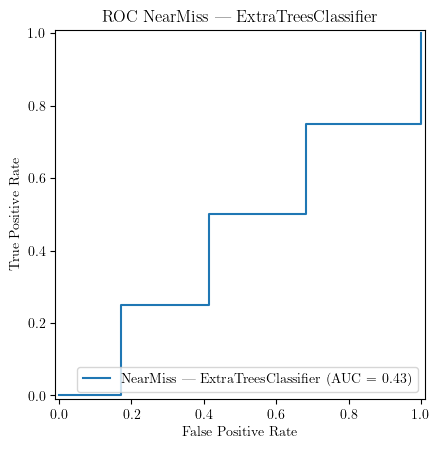 ROC NearMiss — ExtraTreesClassifier
1.0
0.8
0.6
0.4
0.2
0.0
True Positive Rate
NearMiss — ExtraTreesClassifier (AUC = 0.43)
0.0 0.2 0.4 0.6 0.8 1.0
False Positive Rate